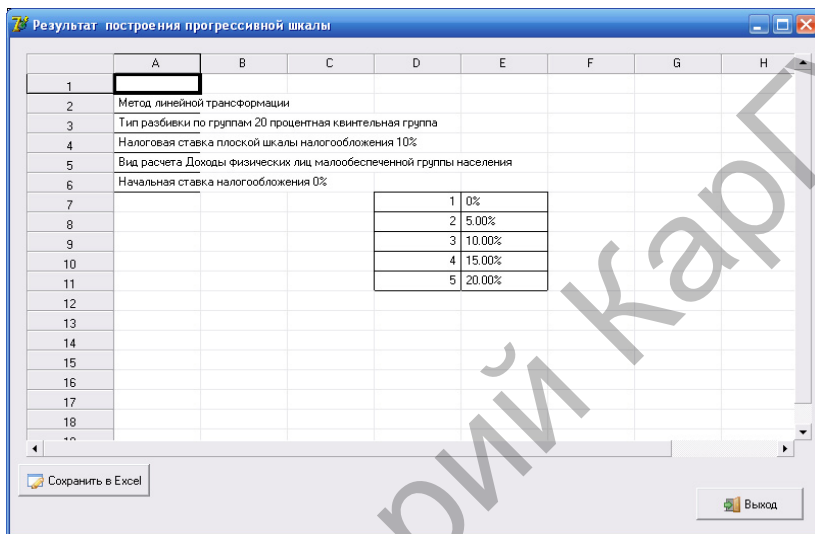 Результат построения прогрессивной шкалы
A B C D E F G H
1
2 Метод линейной трансформации
3 Тип разбивки по группам 20 процентная квинтельная группа
4 Налоговая ставка плоской шкалы налогообложения 10%
5 Вид расчета Доходы физических лиц малообеспеченной группы населения
6 Начальная ставка налогообложения 0%
7 1 0%
8 2 5.00%
9 3 10.00%
10 4 15.00%
11 5 20.00%
12
13
14
15
16
17
18
Сохранить в Excel
Выход
рий КарГ